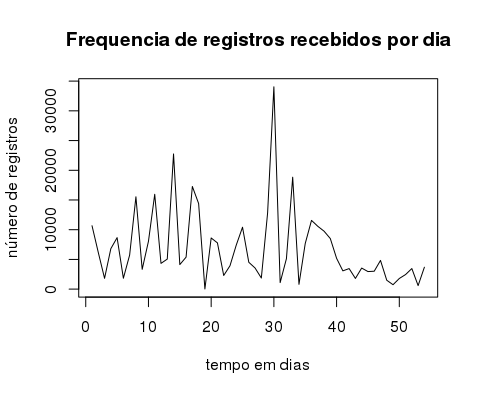 Frequencia de registros recebidos por dia
número de registros
30000
20000
10000
0
0 10 20 30 40 50
tempo em dias